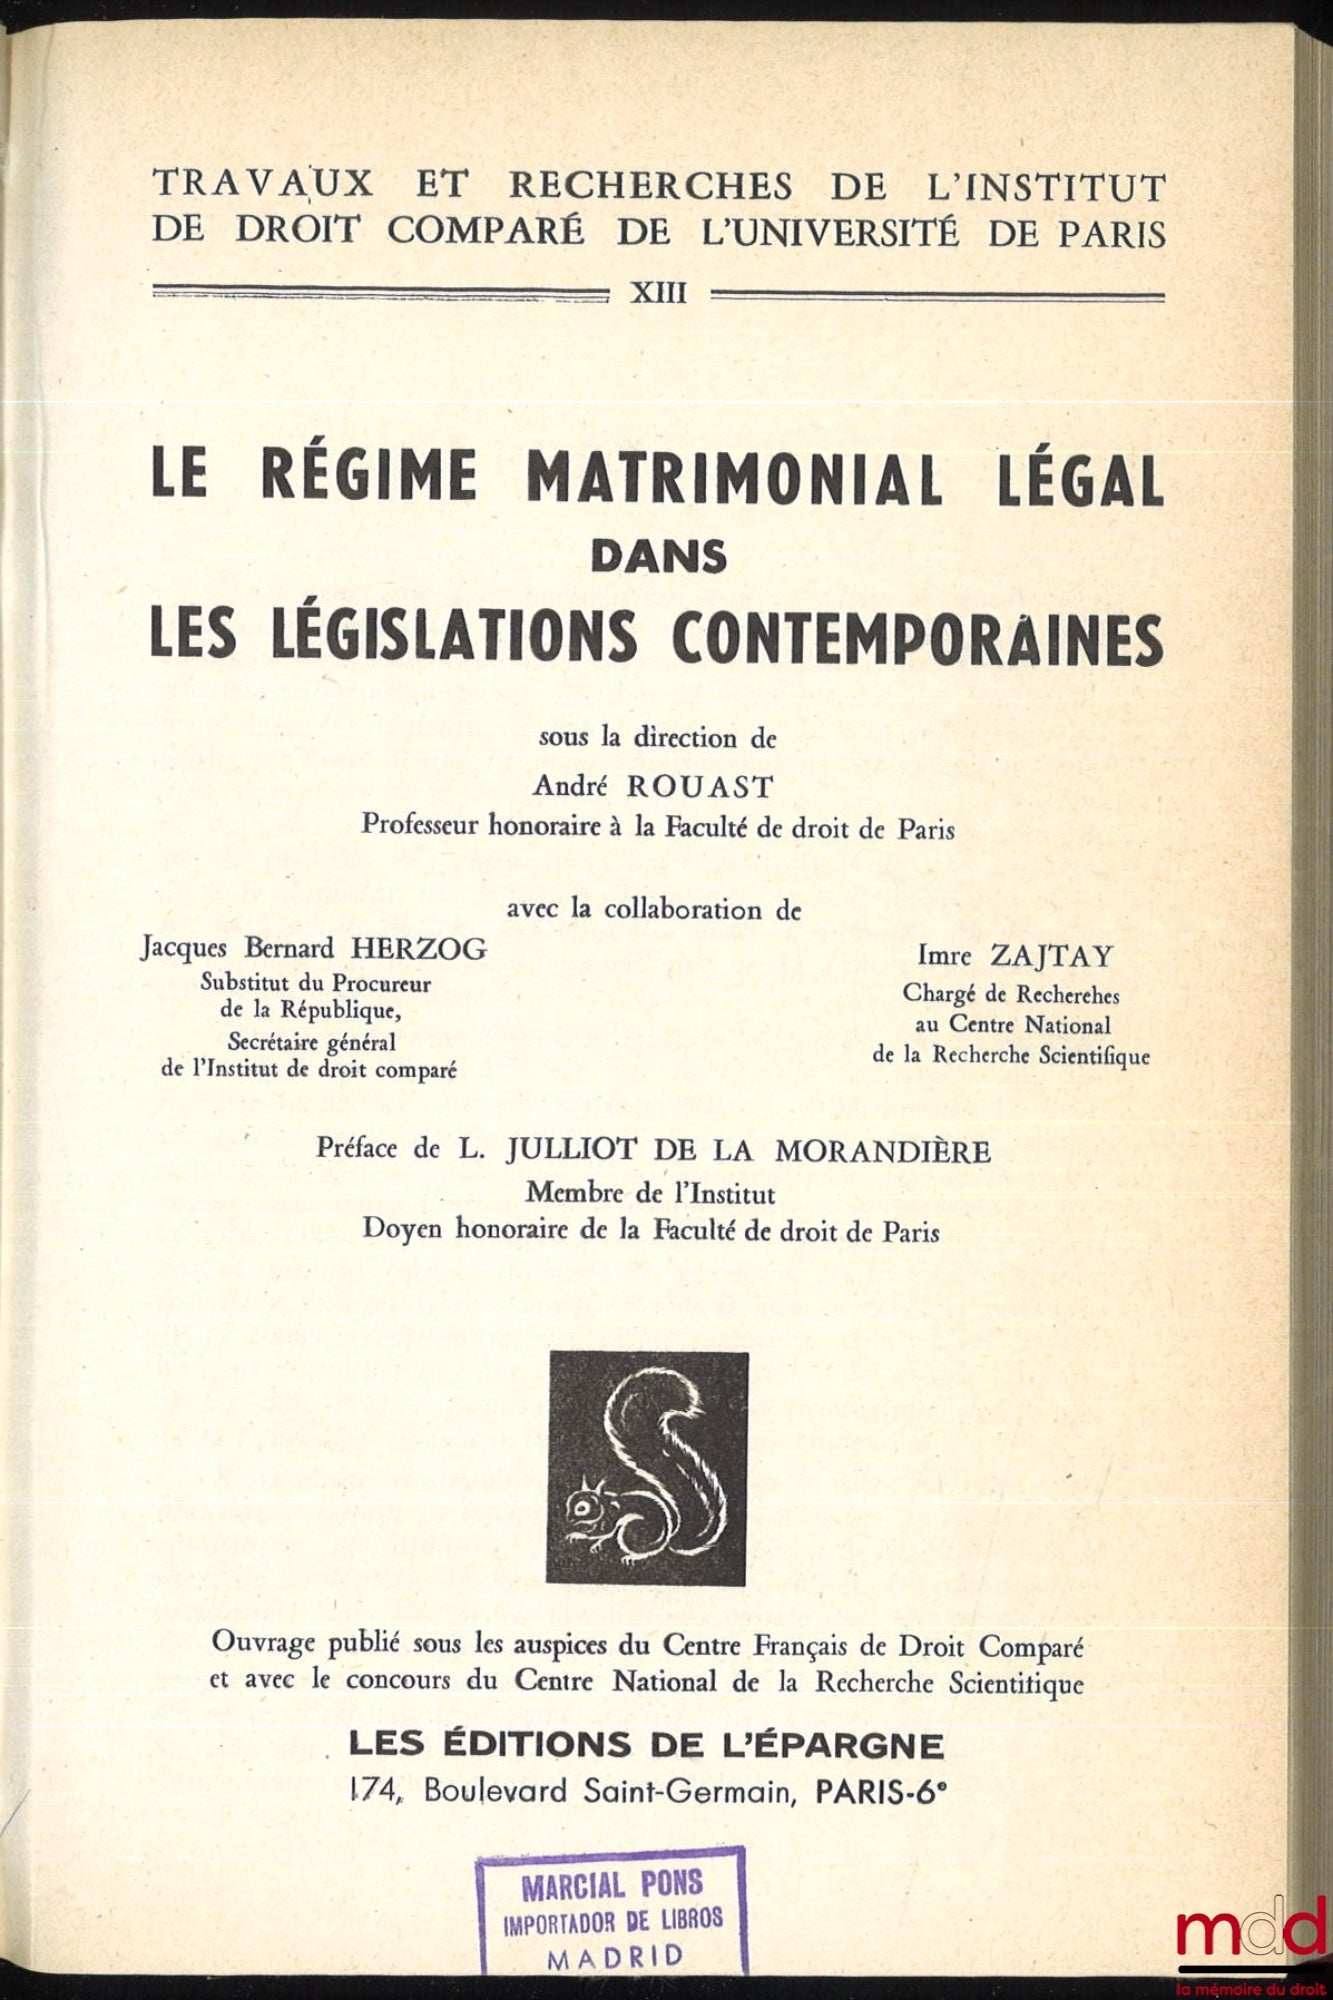 TRAVAUX ET RECHERCHES DE L'INSTITUT
DE DROIT COMPARÉ DE L'UNIVERSITÉ DE PARIS
XIII
LE RÉGIME MATRIMONIAL LÉGAL
DANS
LES LÉGISLATIONS CONTEMPORAINES
sous la direction de
André ROUAST
Professeur honoraire à la Faculté de droit de Paris
avec la collaboration de
Jacques Bernard HERZOG
Substitut du Procureur
de la République,
Secrétaire général
de l'Institut de droit comparé
Imre ZAJTAY
Chargé de Recherches
au Centre National
de la Recherche Scientifique
Préface de L. JULLIOT DE LA MORANDIÈRE
Membre de l'Institut
Doyen honoraire de la Faculté de droit de Paris
Ouvrage publié sous les auspices du Centre Français de Droit Comparé
et avec le concours du Centre National de la Recherche Scientifique
LES ÉDITIONS DE L'ÉPARGNE
174, Boulevard Saint-Germain, PARIS-6e
MARCIAL PONS
IMPORTADOR DE LIBROS
MADRID
mdd
la mémoire du droit